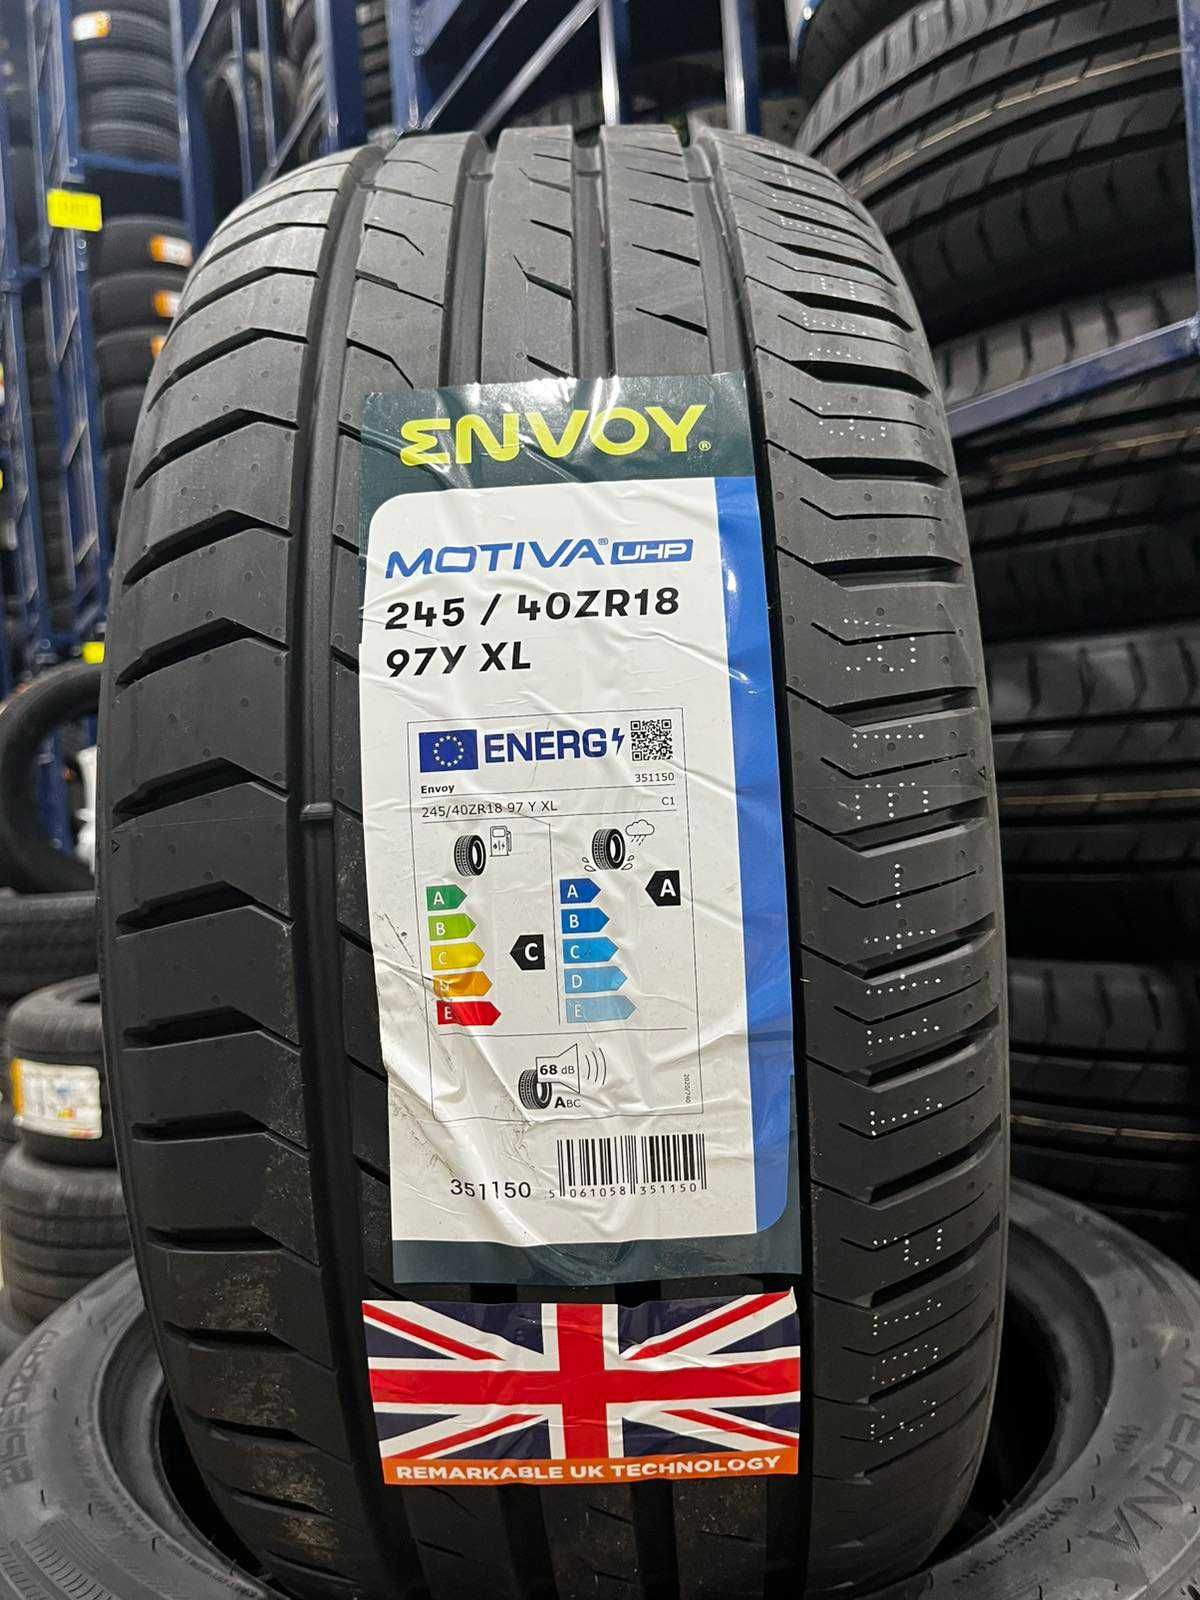 ENVOY®
MOTIVA® UHP
245 / 40ZR18
97Y XL
ENERG
351150
Envoy
245/40ZR18 97 Y XL
C1
A
B
C
D
E
C
A
B
C
D
E
A
68 dB
ABC
2020/740
351150
5 061058 351150
REMARKABLE UK TECHNOLOGY